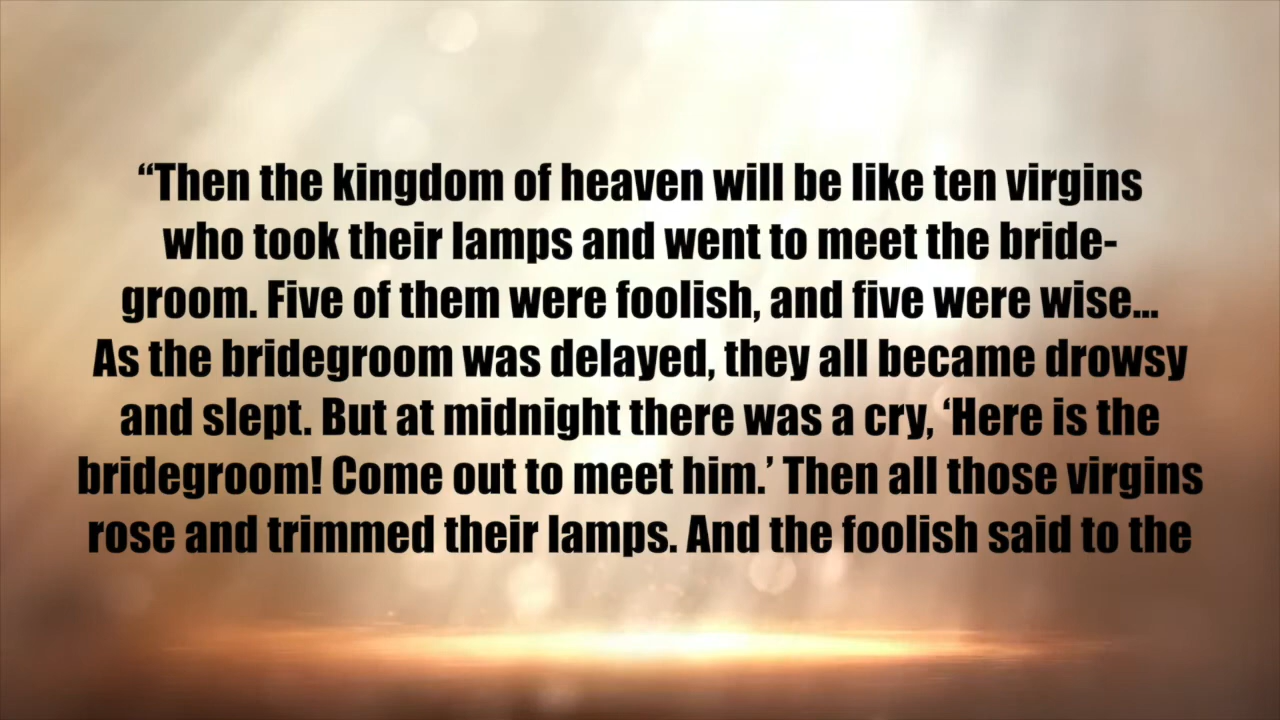 “Then the kingdom of heaven will be like ten virgins
who took their lamps and went to meet the bride-
groom. Five of them were foolish, and five were wise...
As the bridegroom was delayed, they all became drowsy
and slept. But at midnight there was a cry, ‘Here is the
bridegroom! Come out to meet him.’ Then all those virgins
rose and trimmed their lamps. And the foolish said to the